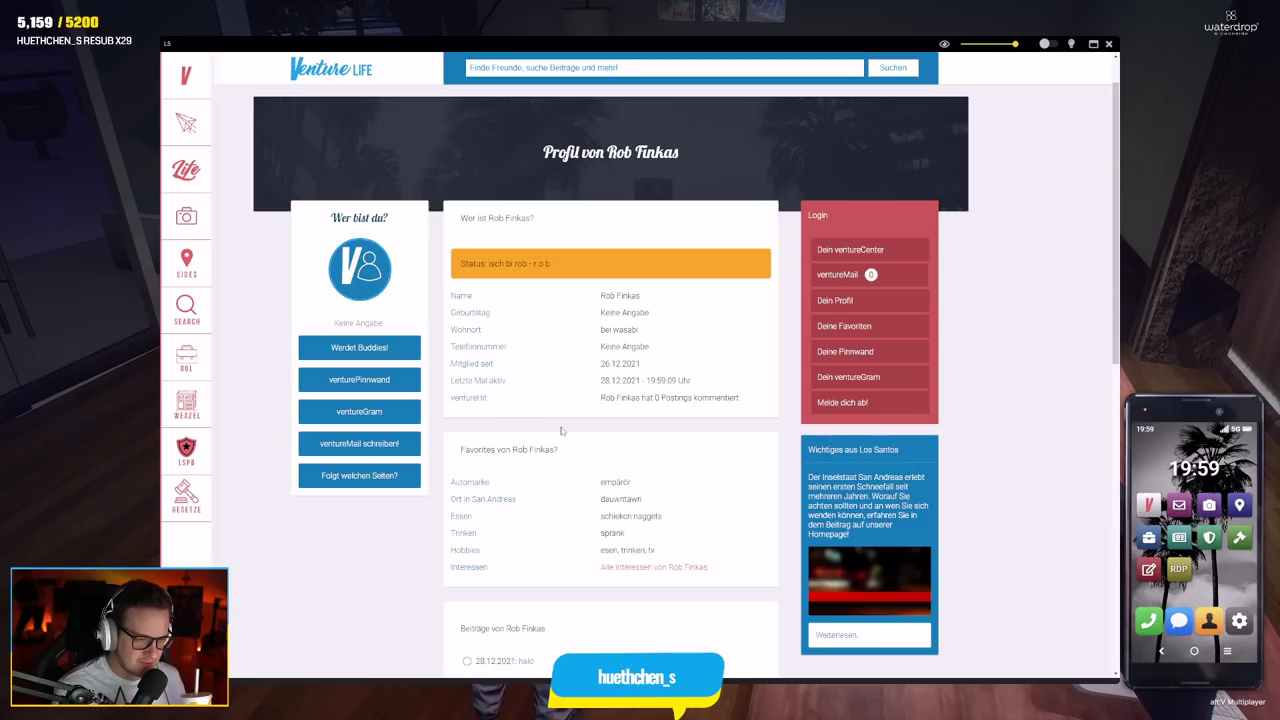 5,159 / 5200
HUETHCHEN_S RESUB X29
waterdrop
MICRODRINK
LS
Venture LIFE
Finde Freunde, suche Beiträge und mehr!
Suchen
V
Life
SIDES
SEARCH
DOL
WEAZEL
LSPD
GESETZE
Profil von Rob Finkas
Wer bist du?
V
Keine Angabe
Werdet Buddies!
venturePinnwand
ventureGram
ventureMail schreiben!
Folgt welchen Seiten?
Wer ist Rob Finkas?
Status: isch bi rob - r o b
Name Rob Finkas
Geburtstag Keine Angabe
Wohnort bei wasabi
Telefonnummer Keine Angabe
Mitglied seit 26.12.2021
Letzte Mal aktiv 28.12.2021 - 19:59:09 Uhr
ventureHit Rob Finkas hat 0 Postings kommentiert
Favorites von Rob Finkas?
Automarke empärör
Ort in San Andreas dauwntawn
Essen schiekcn naggets
Trinken sprank
Hobbies esen, trinken, tv
Interessen Alle Interessen von Rob Finkas
Beiträge von Rob Finkas
28.12.2021: halo
Login
Dein ventureCenter
ventureMail 0
Dein Profil
Deine Favoriten
Deine Pinnwand
Dein ventureGram
Melde dich ab!
Wichtiges aus Los Santos
Der Inselstaat San Andreas erlebt
seinen ersten Schneefall seit
mehreren Jahren. Worauf Sie
achten sollten und an wen Sie sich
wenden können, erfahren Sie in
dem Beitrag auf unserer
Homepage!
Weiterlesen..
19:59
5G
19:59
V
RDP
huethchen_s
alt:V Multiplayer